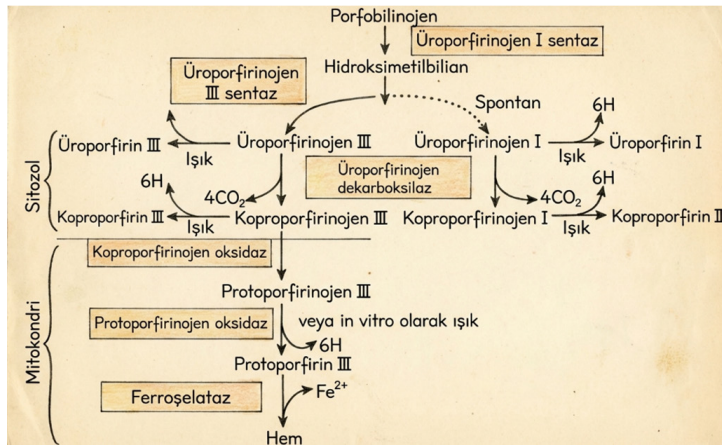 Porfobilinojen
Üroporfirinojen I sentaz
Hidroksimetilbilian
Üroporfirinojen
III sentaz
Spontan
6H
Üroporfirin III
Işık
Üroporfirinojen III
Üroporfirinojen I
Işık
Üroporfirin I
Üroporfirinojen
dekarboksilaz
6H
4CO₂
4CO₂
6H
Koproporfirin III
Işık
Koproporfirinojen III
Koproporfirinojen I
Işık
Koproporfirin I
Sitozol
Koproporfirinojen oksidaz
Protoporfirinojen III
Protoporfirinojen oksidaz
veya in vitro olarak ışık
6H
Protoporfirin III
Ferroşelataz
Fe²⁺
Hem
Mitokondri